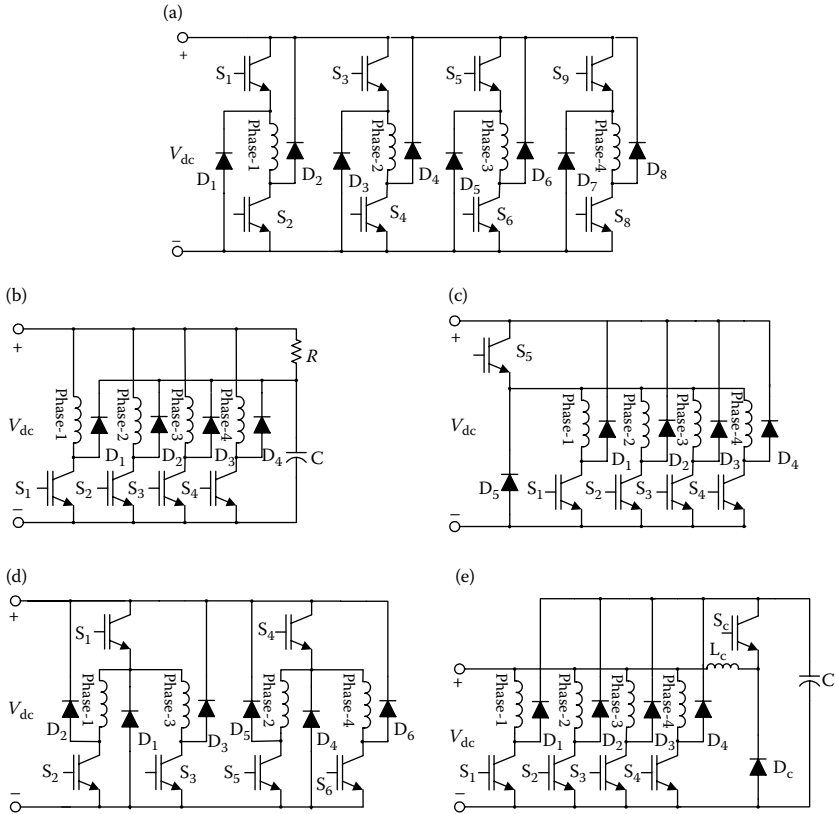 (a)
+
S1 S3 S5 S9
Phase-1 Phase-2 Phase-3 Phase-4
Vdc
D1 D2 D3 D4 D5 D6 D7 D8
S2 S4 S6 S8
−
(b)
+
R
Phase-1 Phase-2 Phase-3 Phase-4
Vdc
D1 D2 D3 D4 C
S1 S2 S3 S4
−
(c)
+
S5
Phase-1 Phase-2 Phase-3 Phase-4
Vdc
D1 D2 D3 D4
D5 S1 S2 S3 S4
−
(d)
+
S1 S4
Phase-1 Phase-3 Phase-2 Phase-4
Vdc
D2 D1 D3 D5 D4 D6
S2 S3 S5 S6
−
(e)
Sc
Lc
+
C
Phase-1 Phase-2 Phase-3 Phase-4
Vdc
D1 D2 D3 D4
S1 S2 S3 S4 Dc
−